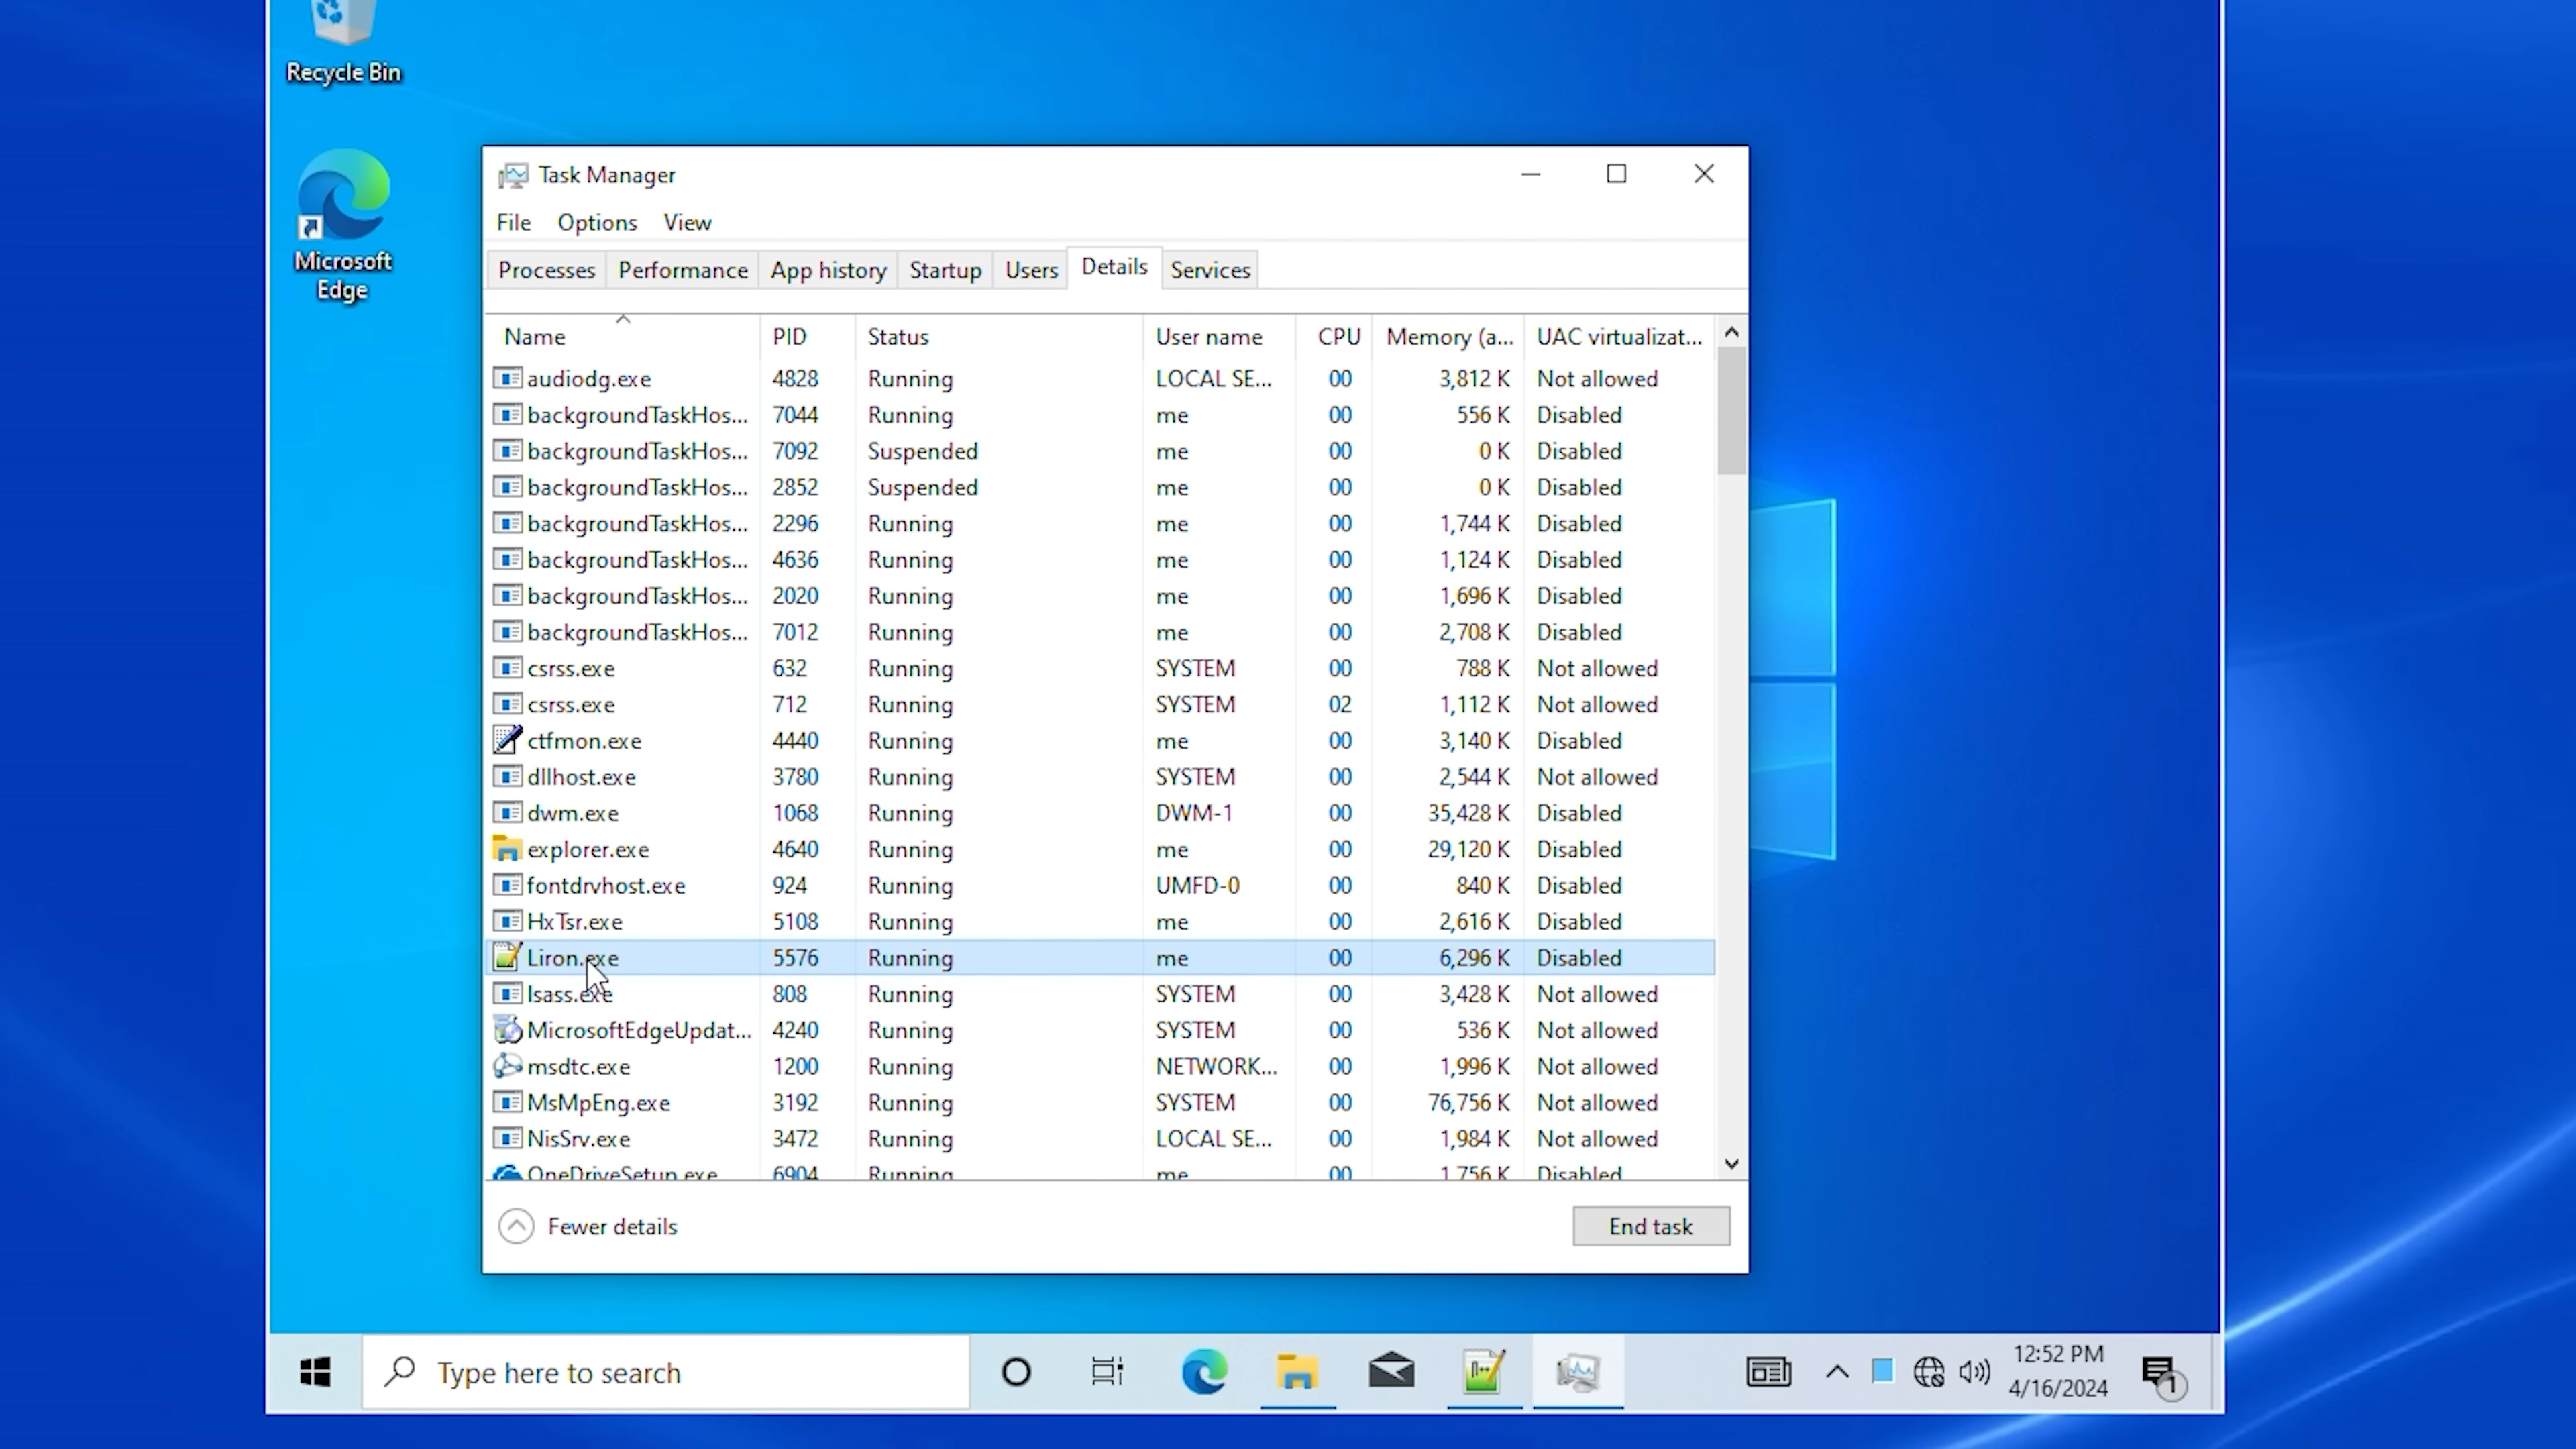 Recycle Bin
Microsoft
Edge
Task Manager
File Options View
Processes Performance App history Startup Users Details Services
Name PID Status User name CPU Memory (a... UAC virtualizat...
audiodg.exe 4828 Running LOCAL SE... 00 3,812 K Not allowed
backgroundTaskHos... 7044 Running me 00 556 K Disabled
backgroundTaskHos... 7092 Suspended me 00 0 K Disabled
backgroundTaskHos... 2852 Suspended me 00 0 K Disabled
backgroundTaskHos... 2296 Running me 00 1,744 K Disabled
backgroundTaskHos... 4636 Running me 00 1,124 K Disabled
backgroundTaskHos... 2020 Running me 00 1,696 K Disabled
backgroundTaskHos... 7012 Running me 00 2,708 K Disabled
csrss.exe 632 Running SYSTEM 00 788 K Not allowed
csrss.exe 712 Running SYSTEM 02 1,112 K Not allowed
ctfmon.exe 4440 Running me 00 3,140 K Disabled
dllhost.exe 3780 Running SYSTEM 00 2,544 K Not allowed
dwm.exe 1068 Running DWM-1 00 35,428 K Disabled
explorer.exe 4640 Running me 00 29,120 K Disabled
fontdrvhost.exe 924 Running UMFD-0 00 840 K Disabled
HxTsr.exe 5108 Running me 00 2,616 K Disabled
Liron.exe 5576 Running me 00 6,296 K Disabled
lsass.exe 808 Running SYSTEM 00 3,428 K Not allowed
MicrosoftEdgeUpdat... 4240 Running SYSTEM 00 536 K Not allowed
msdtc.exe 1200 Running NETWORK... 00 1,996 K Not allowed
MsMpEng.exe 3192 Running SYSTEM 00 76,756 K Not allowed
NisSrv.exe 3472 Running LOCAL SE... 00 1,984 K Not allowed
OneDriveSetup.exe 6904 Running me 00 1,756 K Disabled
Fewer details End task
Type here to search
12:52 PM
4/16/2024
1